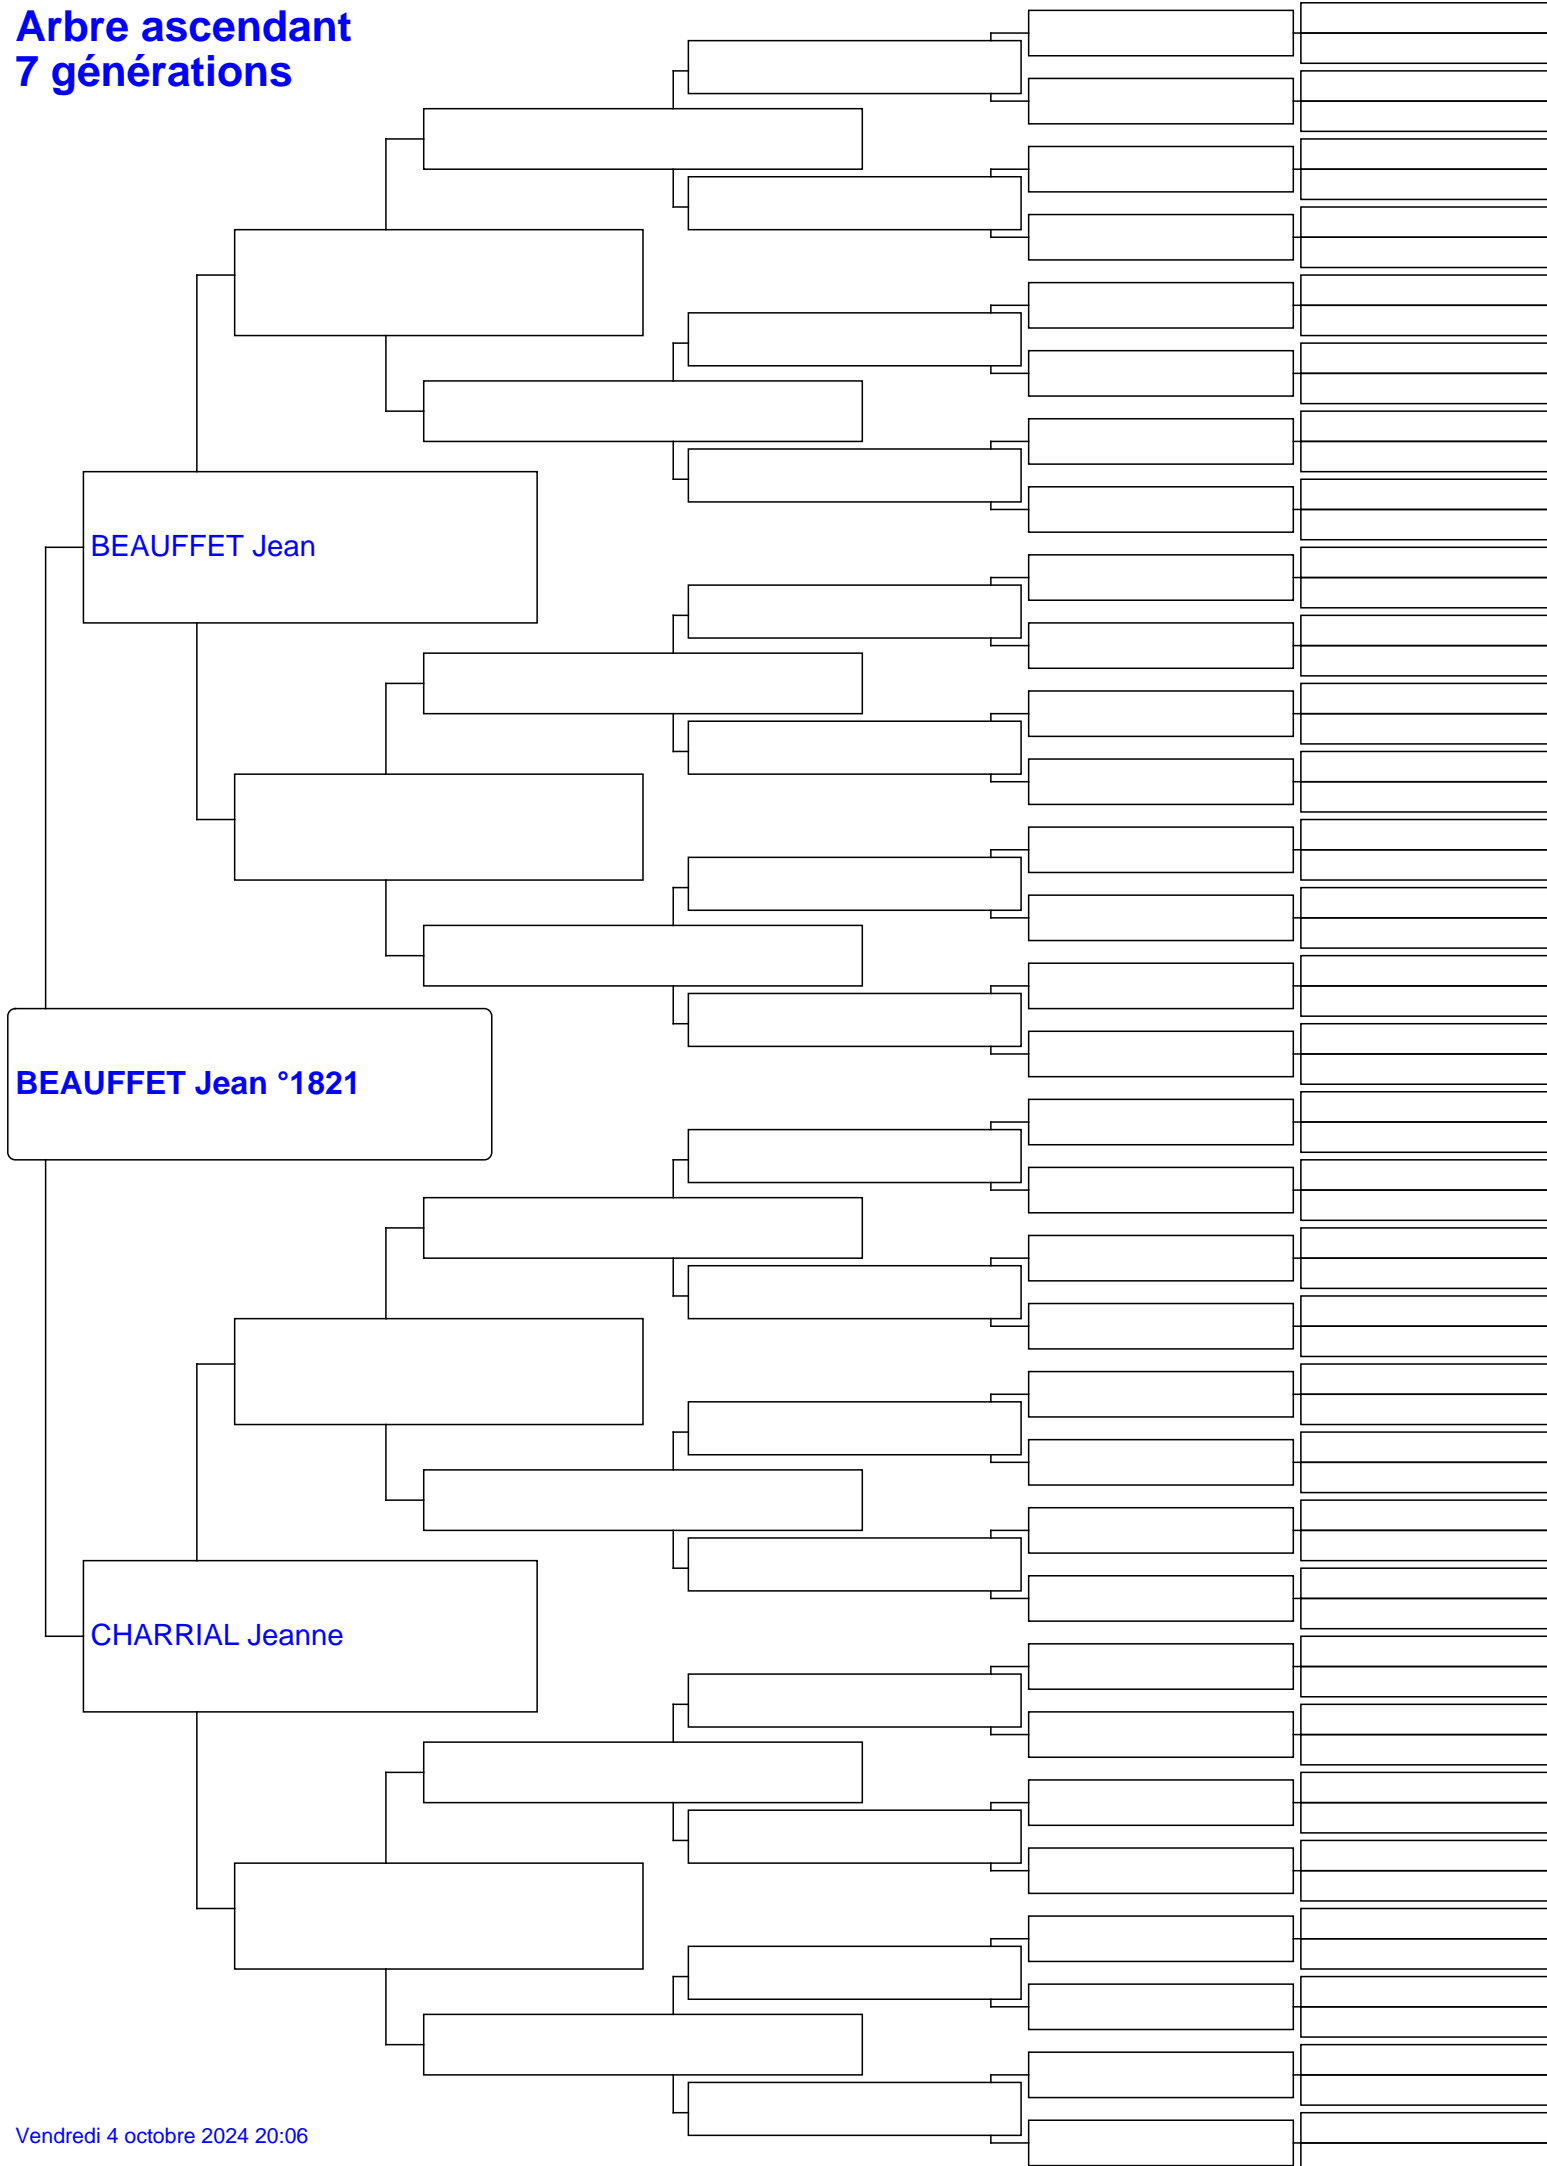 Arbre ascendant
7 générations
BEAUFFET Jean
BEAUFFET Jean °1821
CHARRIAL Jeanne
Vendredi 4 octobre 2024 20:06